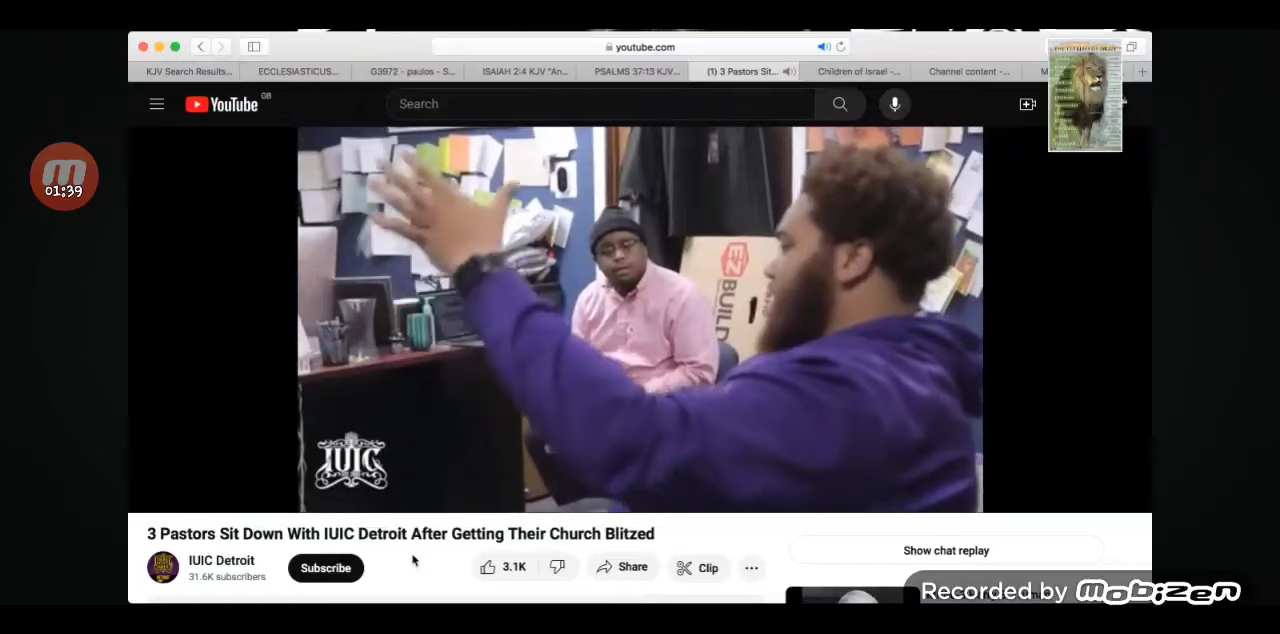 youtube.com
KJV Search Results...
ECCLESIASTICUS...
G3972 - paulos - S...
ISAIAH 2:4 KJV "An...
PSALMS 37:13 KJV...
(1) 3 Pastors Sit...
Children of Israel -...
Channel content -...
YouTube GB
Search
01:39
EZ BUILD
IUIC
3 Pastors Sit Down With IUIC Detroit After Getting Their Church Blitzed
IUIC Detroit
31.6K subscribers
Subscribe
3.1K
Share
Clip
Show chat replay
Recorded by mobizen